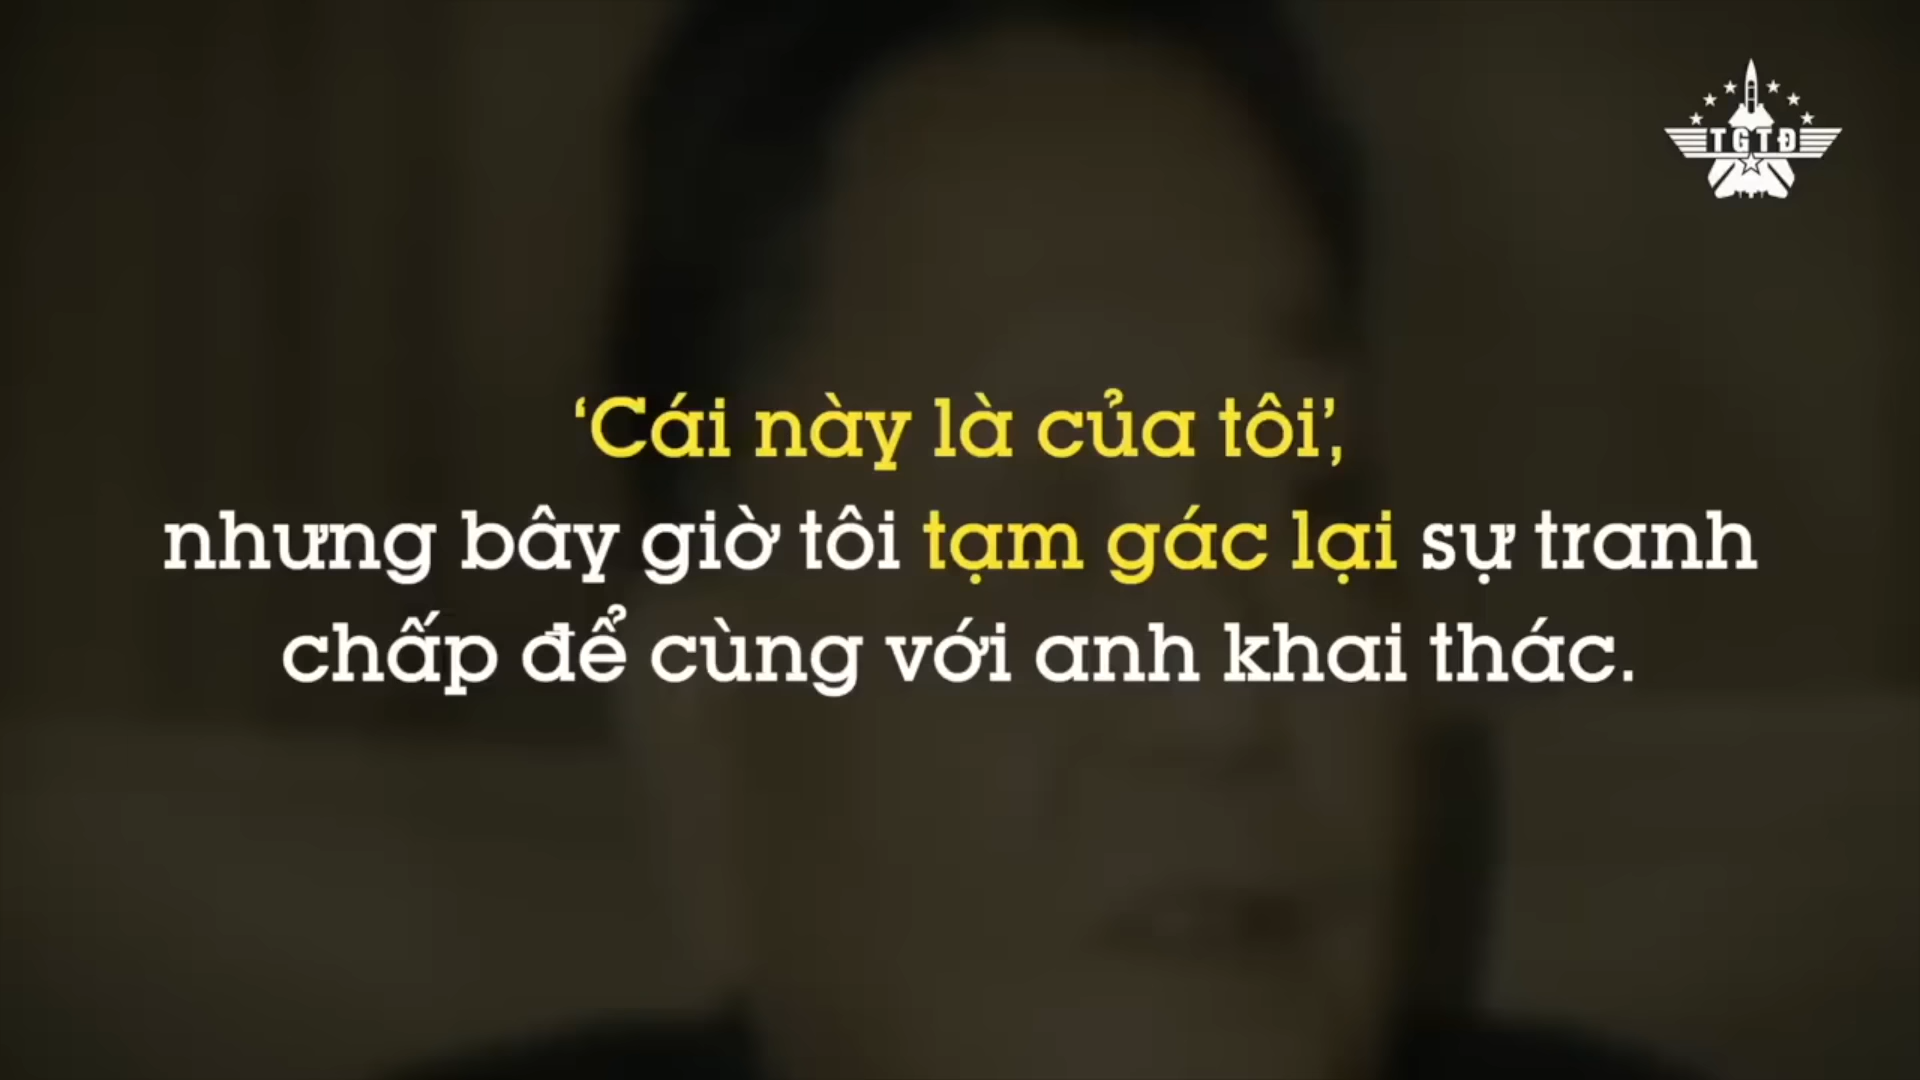 TGTĐ
‘Cái này là của tôi’,
nhưng bây giờ tôi tạm gác lại sự tranh
chấp để cùng với anh khai thác.